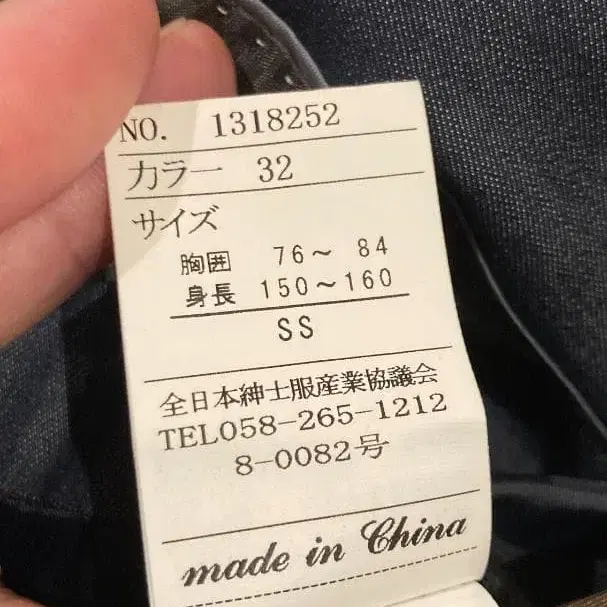 NO. 1318252
カラー 32
サイズ
胸囲 76～ 84
身長 150～160
SS
全日本紳士服産業協議会
TEL058-265-1212
8-0082号
made in China